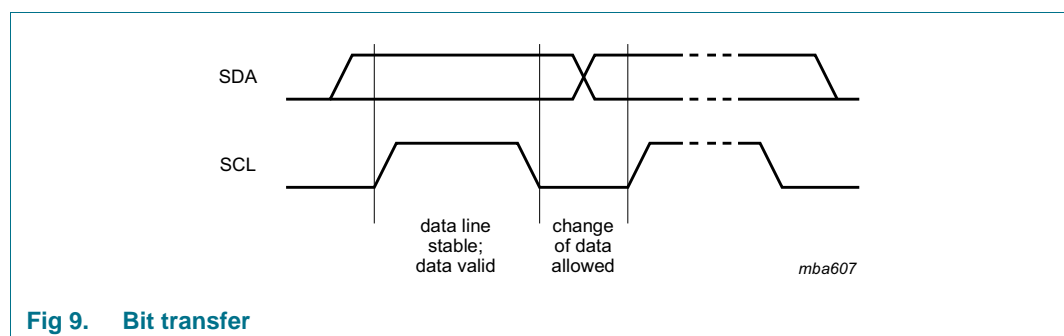 SDA
SCL
data line
stable;
data valid
change
of data
allowed
mba607
Fig 9. Bit transfer